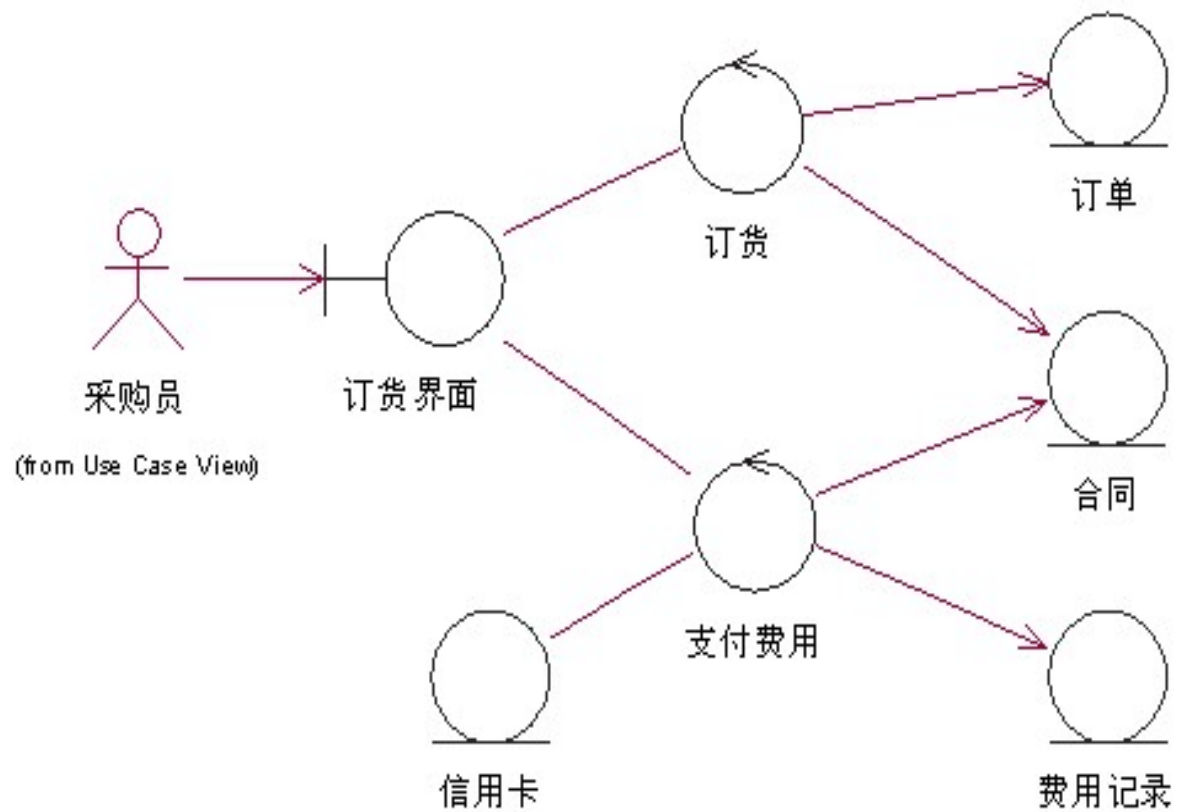 订单
订货
采购员
订货界面
(from Use Case View)
合同
支付费用
信用卡
费用记录